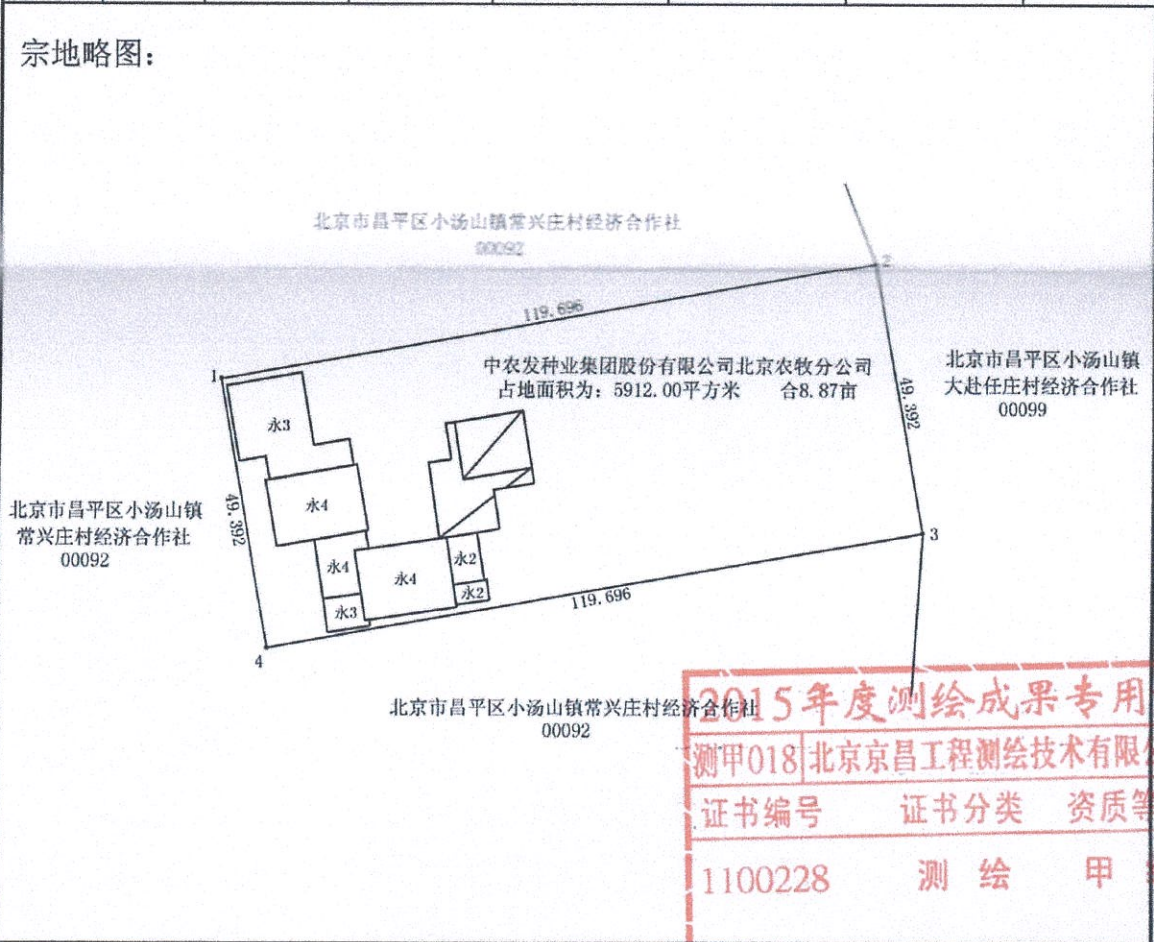 宗地略图：
北京市昌平区小汤山镇常兴庄村经济合作社
00092
2
119.696
中农发种业集团股份有限公司北京农牧分公司
占地面积为：5912.00平方米 合8.87亩
北京市昌平区小汤山镇
大赴任庄村经济合作社
00099
1
49.392
永3
北京市昌平区小汤山镇
常兴庄村经济合作社
00092
49.392
永4
3
永4
永4
永2
永2
永3
119.696
4
北京市昌平区小汤山镇常兴庄村经济合作社
00092
2015年度测绘成果专用
测甲018 北京京昌工程测绘技术有限
证书编号 证书分类 资质等
1100228 测 绘 甲